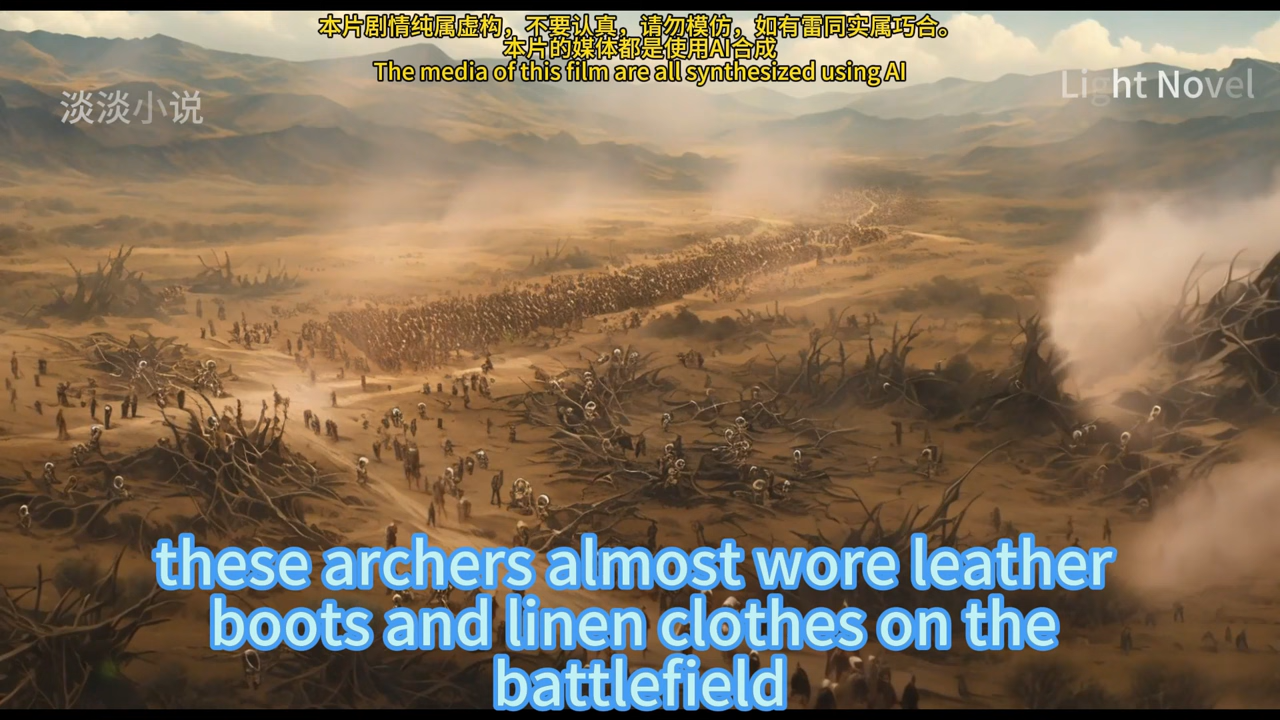 本片剧情纯属虚构，不要认真，请勿模仿，如有雷同实属巧合。
本片的媒体都是使用AI合成
The media of this film are all synthesized using AI
淡淡小说
Light Novel
these archers almost wore leather
boots and linen clothes on the
battlefield